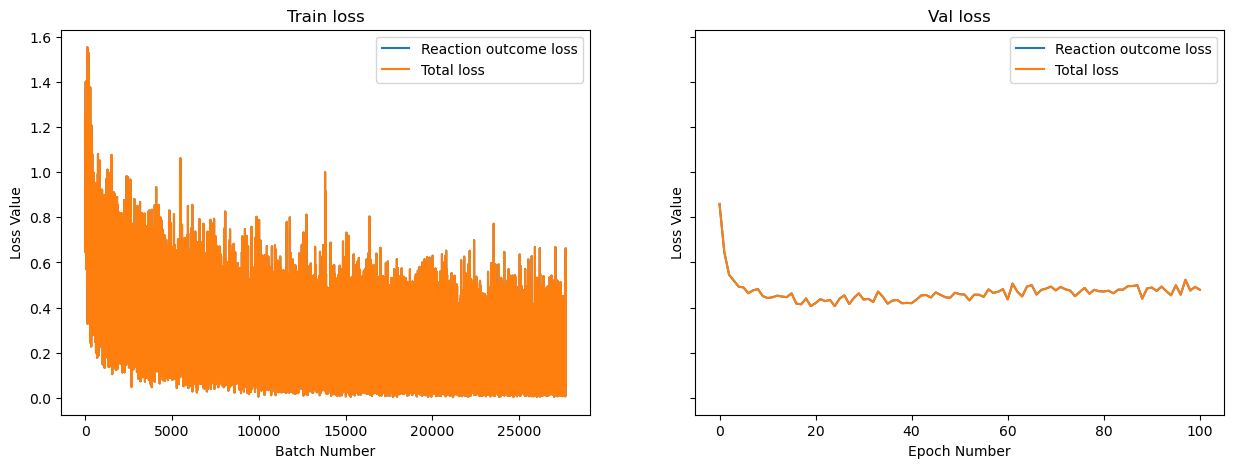 Train loss
Reaction outcome loss
Total loss
Loss Value
1.6
1.4
1.2
1.0
0.8
0.6
0.4
0.2
0.0
0 5000 10000 15000 20000 25000
Batch Number
Val loss
Reaction outcome loss
Total loss
Loss Value
0 20 40 60 80 100
Epoch Number